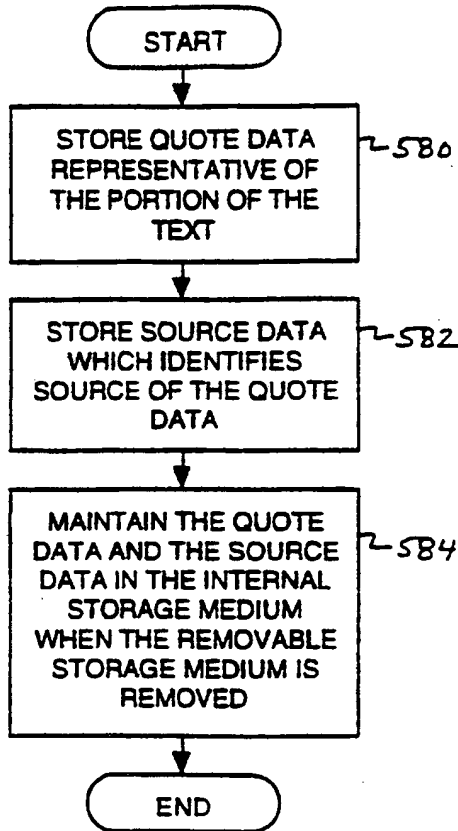 START
STORE QUOTE DATA
REPRESENTATIVE OF
THE PORTION OF THE
TEXT
580
STORE SOURCE DATA
WHICH IDENTIFIES
SOURCE OF THE QUOTE
DATA
582
MAINTAIN THE QUOTE
DATA AND THE SOURCE
DATA IN THE INTERNAL
STORAGE MEDIUM
WHEN THE REMOVABLE
STORAGE MEDIUM IS
REMOVED
584
END